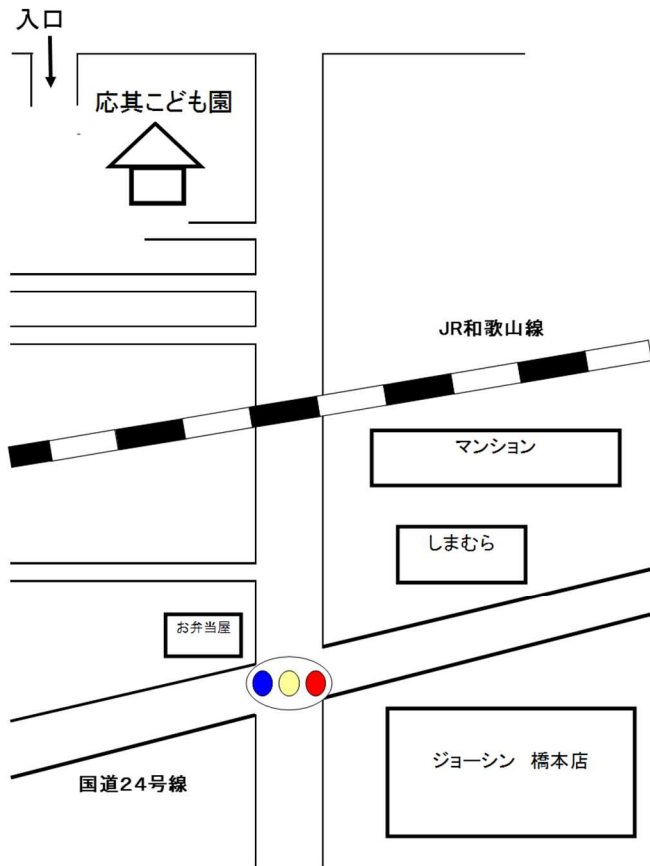 入口
応其こども園
JR和歌山線
マンション
しまむら
お弁当屋
ジョーシン 橋本店
国道24号線